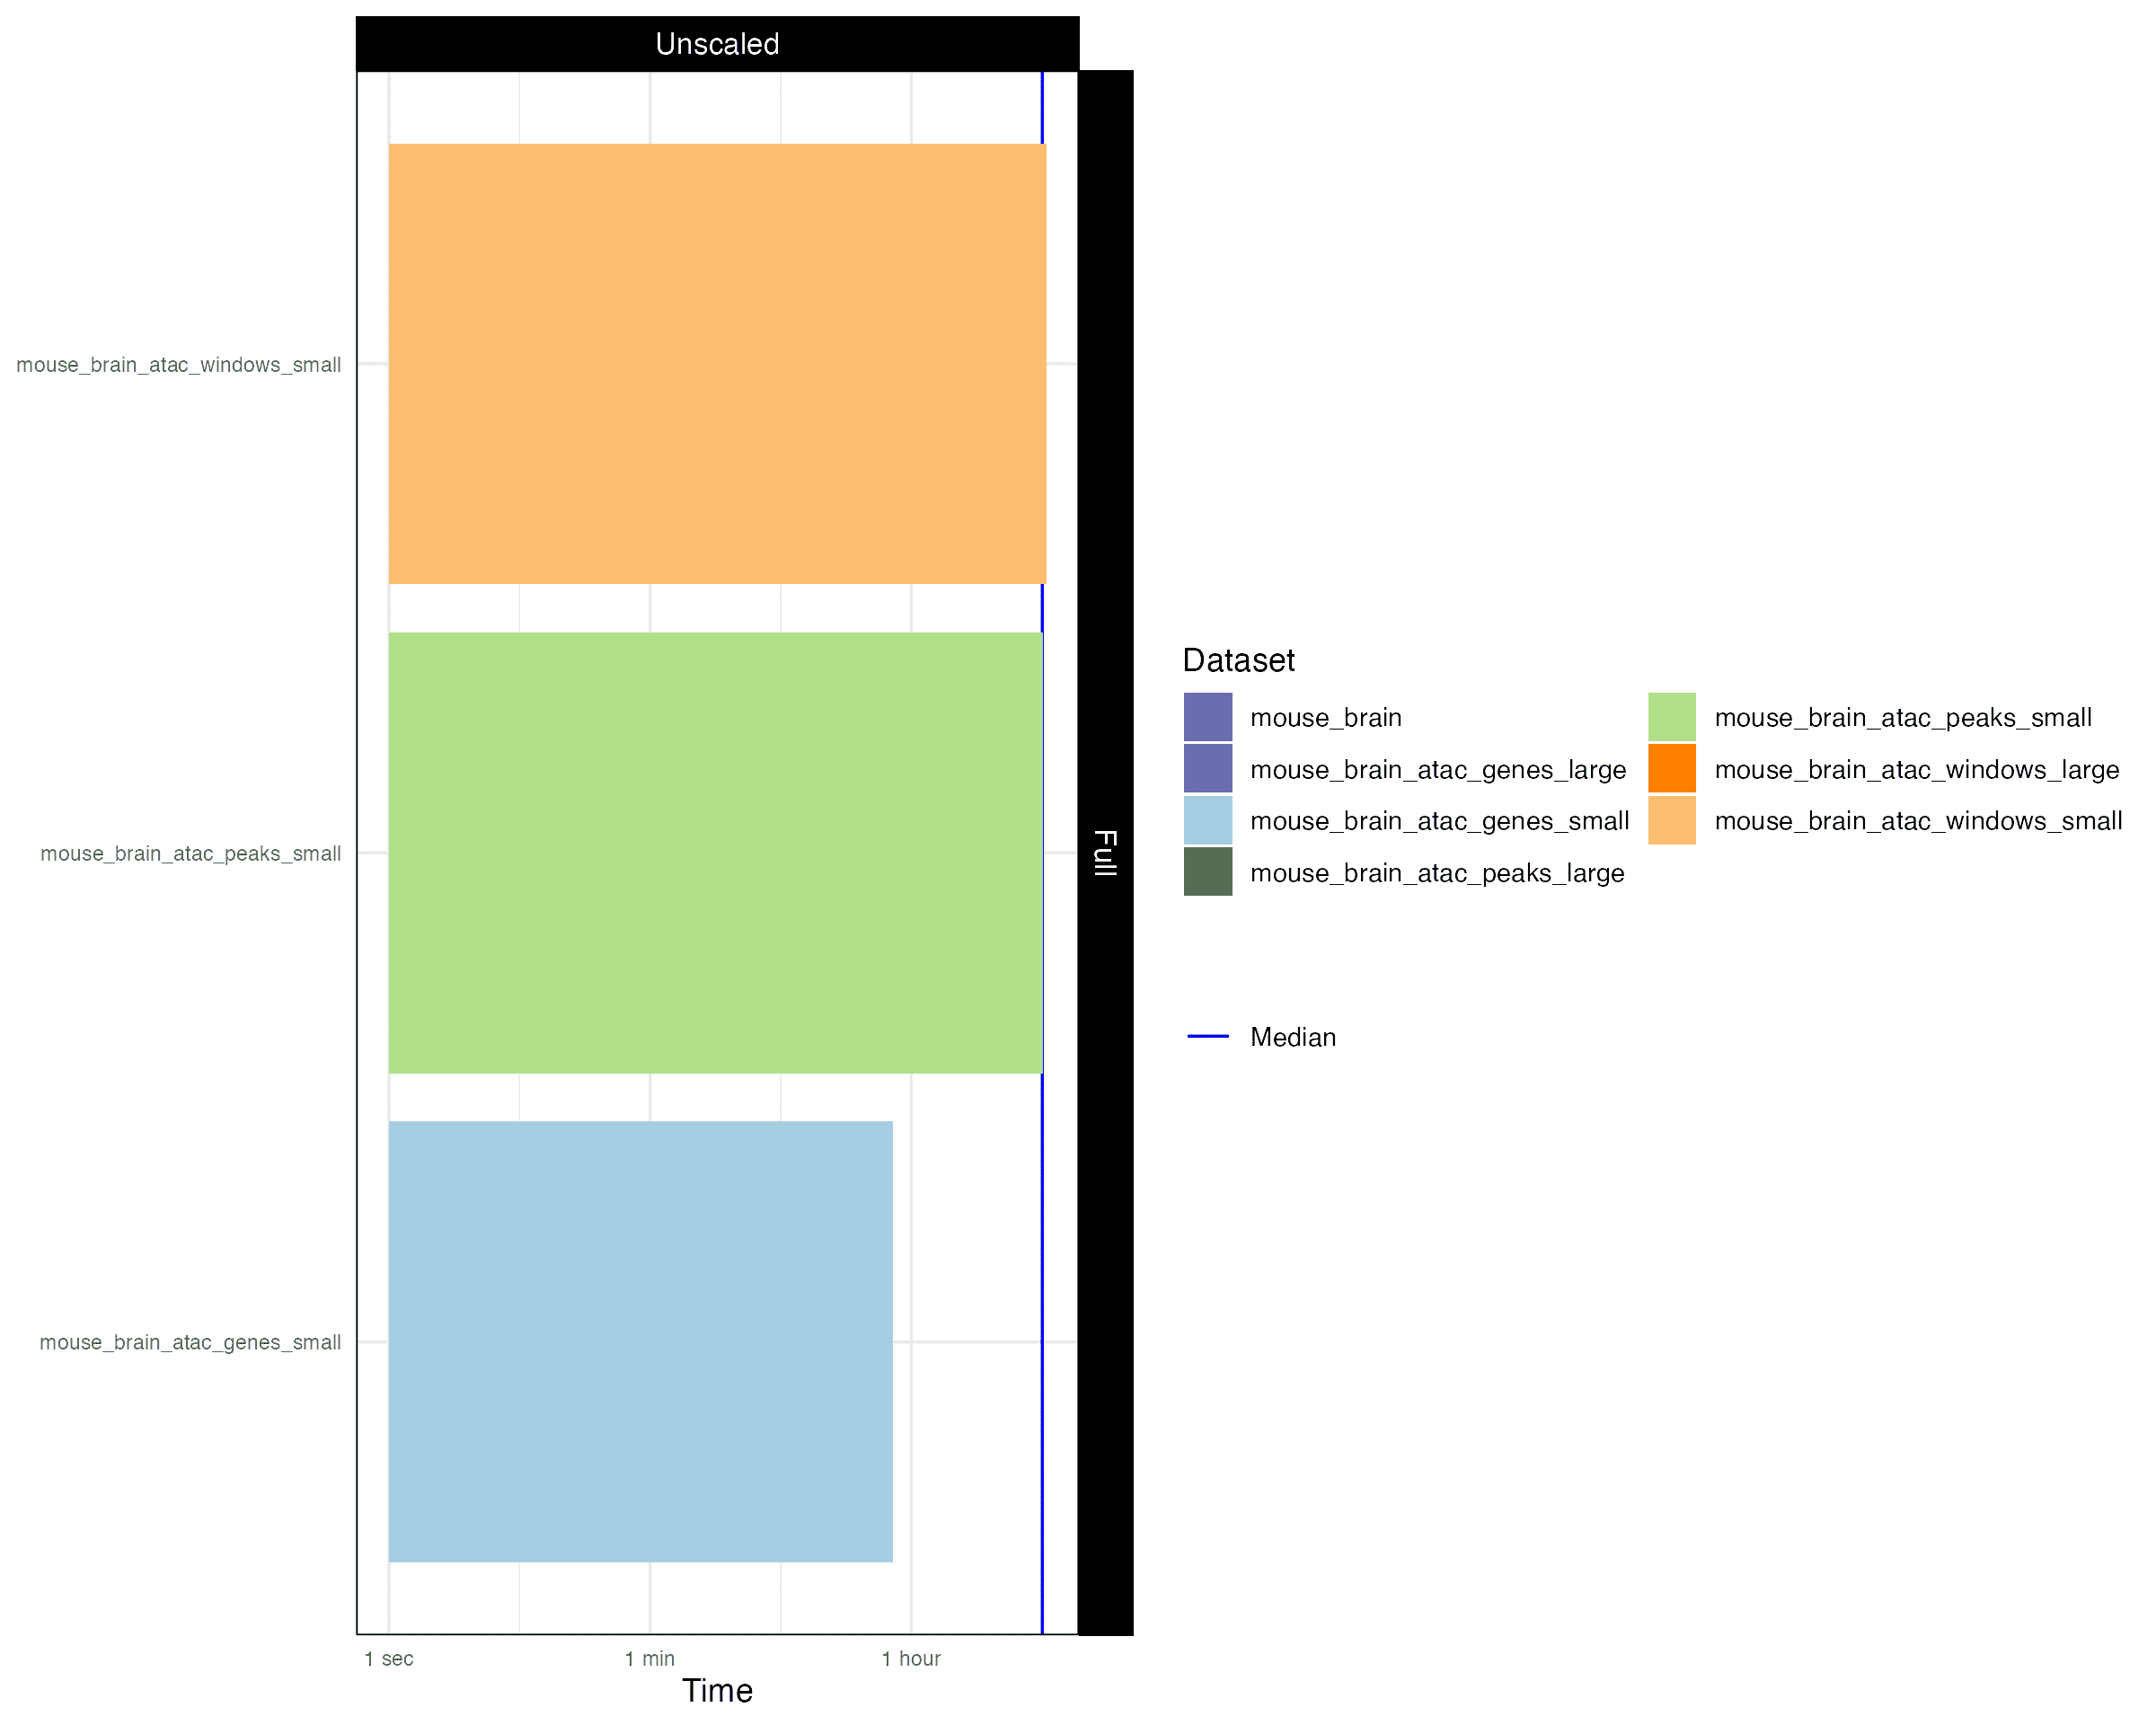 Unscaled
mouse_brain_atac_windows_small
mouse_brain_atac_peaks_small
mouse_brain_atac_genes_small
Full
1 sec
1 min
1 hour
Time
Dataset
mouse_brain
mouse_brain_atac_genes_large
mouse_brain_atac_genes_small
mouse_brain_atac_peaks_large
mouse_brain_atac_peaks_small
mouse_brain_atac_windows_large
mouse_brain_atac_windows_small
Median